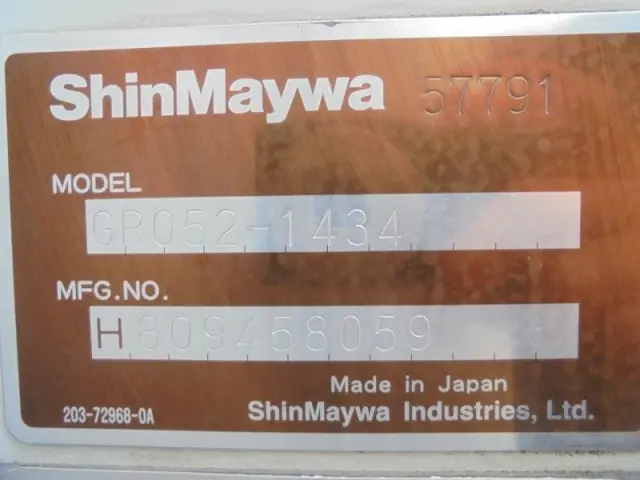 ShinMaywa 57791
MODEL
GR052-1434
MFG.NO.
H809458059
Made in Japan
203-72968-0A ShinMaywa Industries, Ltd.